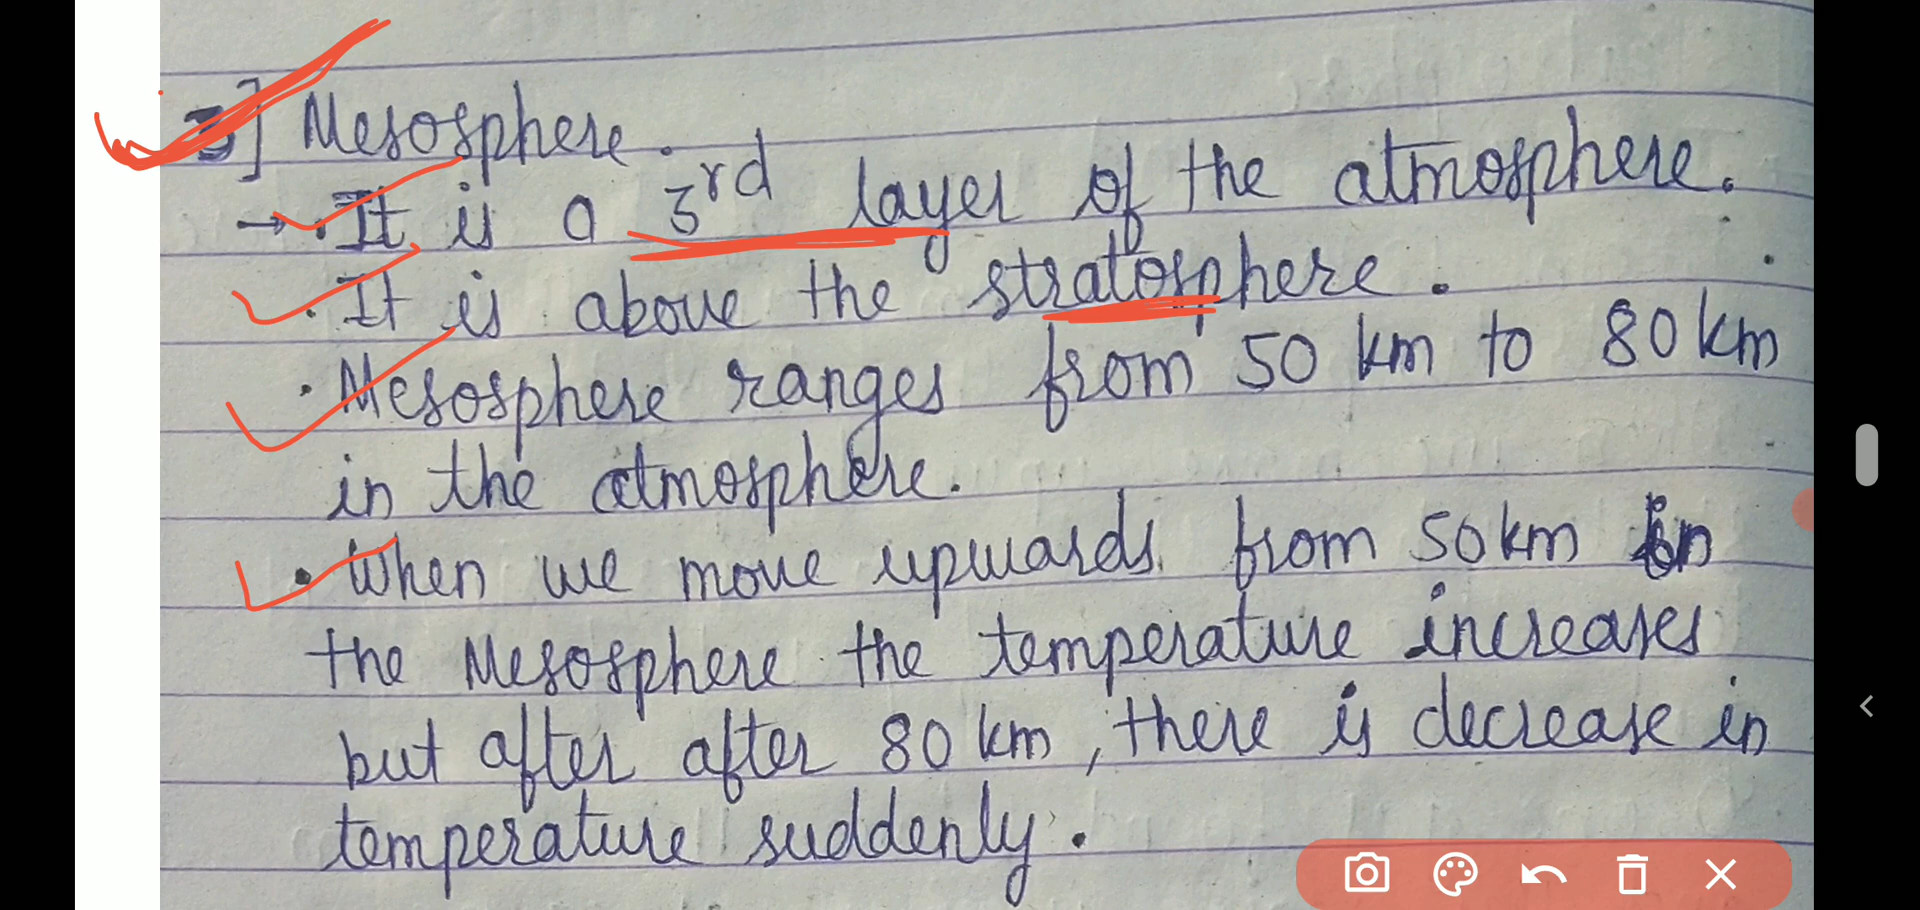 3] Mesosphere.
→ • It is a 3rd layer of the atmosphere.
• It is above the stratosphere.
• Mesosphere ranges from 50 km to 80 km
in the atmosphere.
• When we move upwards from 50 km in
the Mesosphere the temperature increases
but after after 80 km, there is decrease in
temperature suddenly.